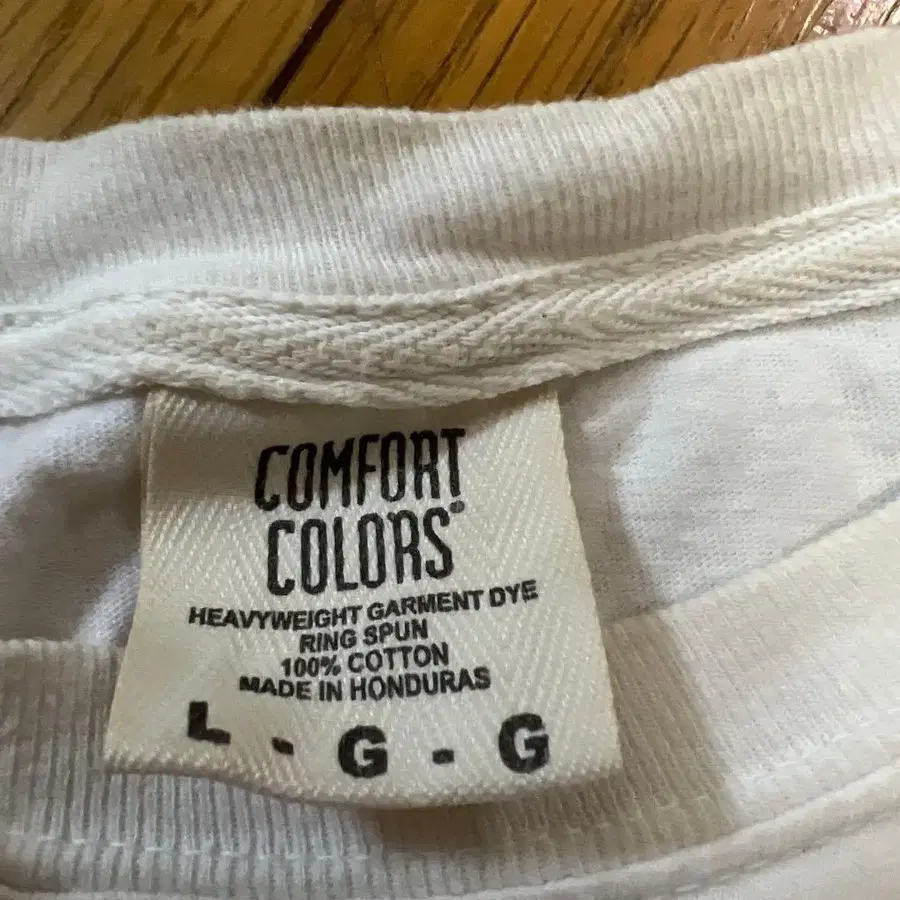 COMFORT
COLORS®
HEAVYWEIGHT GARMENT DYE
RING SPUN
100% COTTON
MADE IN HONDURAS
L - G - G